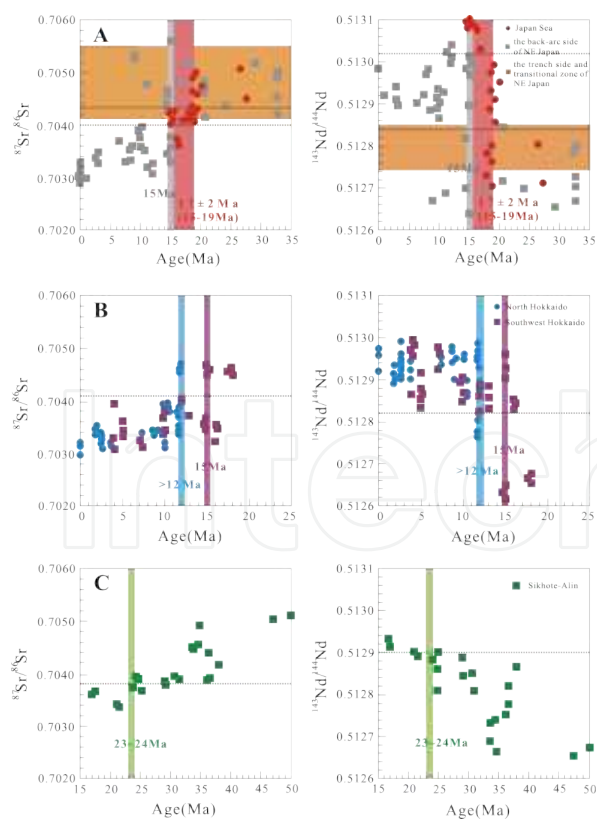 A
0.7060
0.7050
0.7040
0.7030
0.7020
⁸⁷Sr/⁸⁶Sr
15Ma
± 2 Ma
(15-19Ma)
0 5 10 15 20 25 30 35
Age(Ma)
0.5131
0.5130
0.5129
0.5128
0.5127
0.5126
¹⁴³Nd/¹⁴⁴Nd
Japan Sea
the back-arc side
of NE Japan
the trench side and
transitional zone of
NE Japan
15M
± 2 Ma
(15-19Ma)
0 5 10 15 20 25 30 35
Age(Ma)
B
0.7060
0.7050
0.7040
0.7030
0.7020
⁸⁷Sr/⁸⁶Sr
>12Ma
15Ma
0 5 10 15 20 25
Age(Ma)
0.5131
0.5130
0.5129
0.5128
0.5127
0.5126
¹⁴³Nd/¹⁴⁴Nd
North Hokkaido
Southwest Hokkaido
>12Ma
15Ma
0 5 10 15 20 25
Age(Ma)
C
0.7060
0.7050
0.7040
0.7030
0.7020
⁸⁷Sr/⁸⁶Sr
23-24Ma
15 20 25 30 35 40 45 50
Age(Ma)
0.5131
0.5130
0.5129
0.5128
0.5127
0.5126
¹⁴³Nd/¹⁴⁴Nd
Sikhote-Alin
23-24Ma
15 20 25 30 35 40 45 50
Age(Ma)